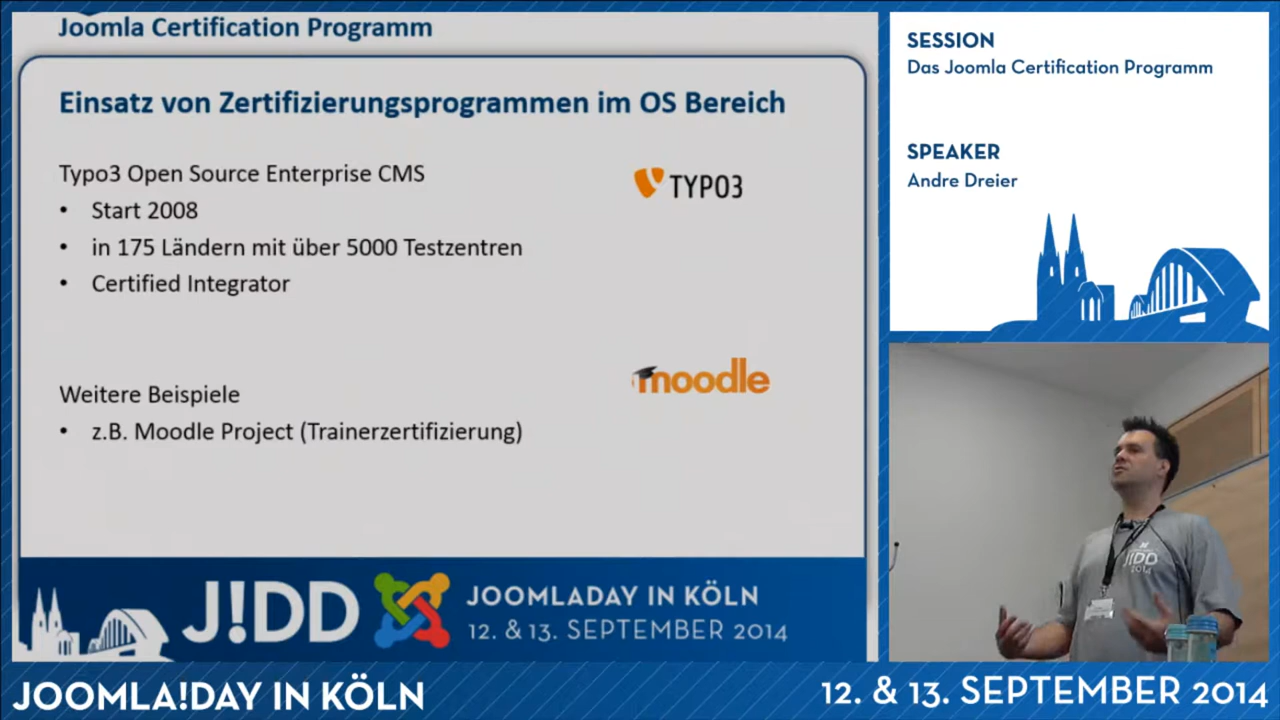 Joomla Certification Programm
Einsatz von Zertifizierungsprogrammen im OS Bereich
Typo3 Open Source Enterprise CMS
• Start 2008
• in 175 Ländern mit über 5000 Testzentren
• Certified Integrator
TYPO3
Weitere Beispiele
• z.B. Moodle Project (Trainerzertifizierung)
moodle
J!DD
JOOMLADAY IN KÖLN
12. & 13. SEPTEMBER 2014
SESSION
Das Joomla Certification Programm
SPEAKER
Andre Dreier
J!DD
2014
JOOMLA!DAY IN KÖLN
12. & 13. SEPTEMBER 2014